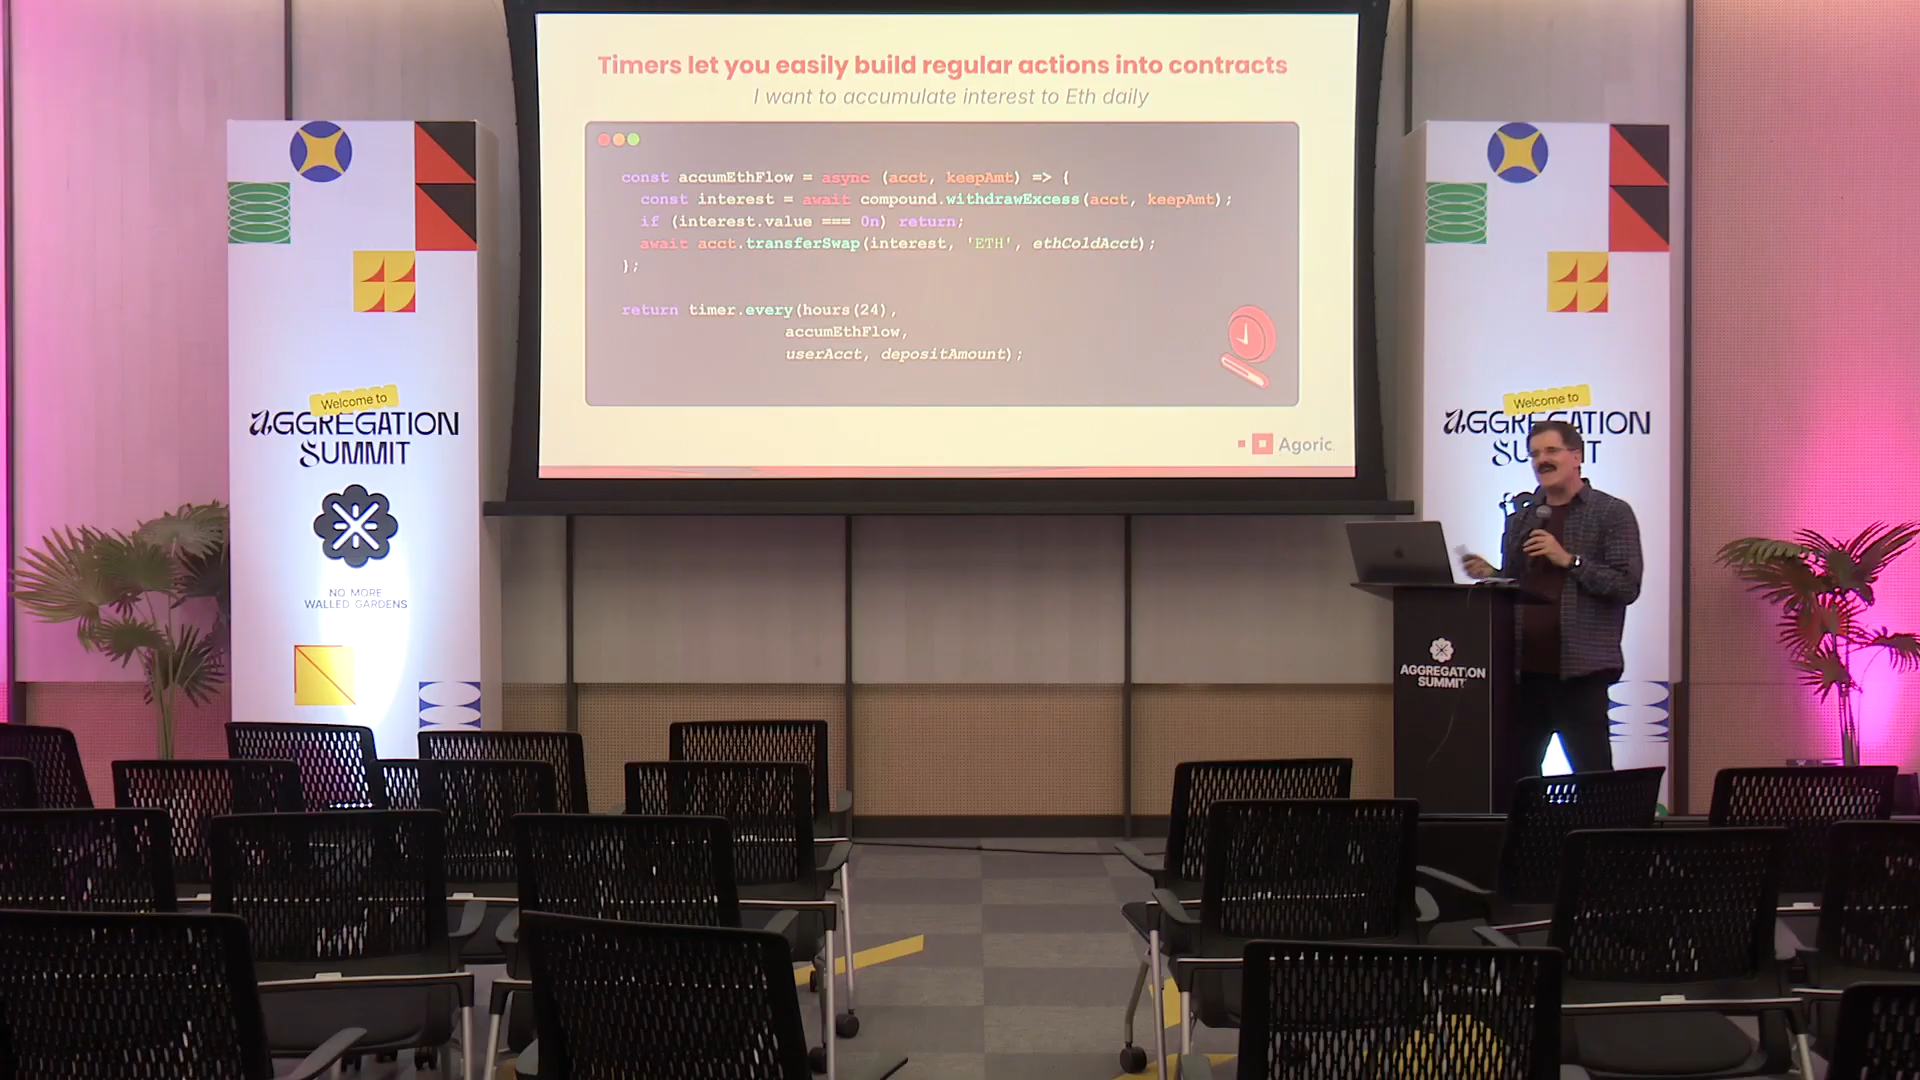 Timers let you easily build regular actions into contracts
I want to accumulate interest to Eth daily
const accumEthFlow = async (acct, keepAmt) => {
const interest = await compound.withdrawExcess(acct, keepAmt);
if (interest.value === 0n) return;
await acct.transferSwap(interest, 'ETH', ethColdAcct);
};
return timer.every(hours(24),
accumEthFlow,
userAcct, depositAmount);
Agoric
Welcome to
AGGREGATION
SUMMIT
NO MORE
WALLED GARDENS
Welcome to
AGGREGATION
SUMMIT
AGGREGATION
SUMMIT